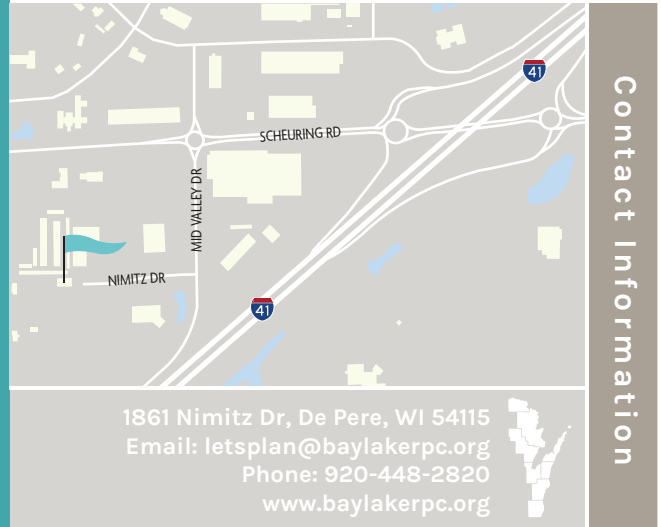 41
SCHEURING RD
MID VALLEY DR
NIMITZ DR
41
1861 Nimitz Dr, De Pere, WI 54115
Email: letsplan@baylakerpc.org
Phone: 920-448-2820
www.baylakerpc.org
Contact Information